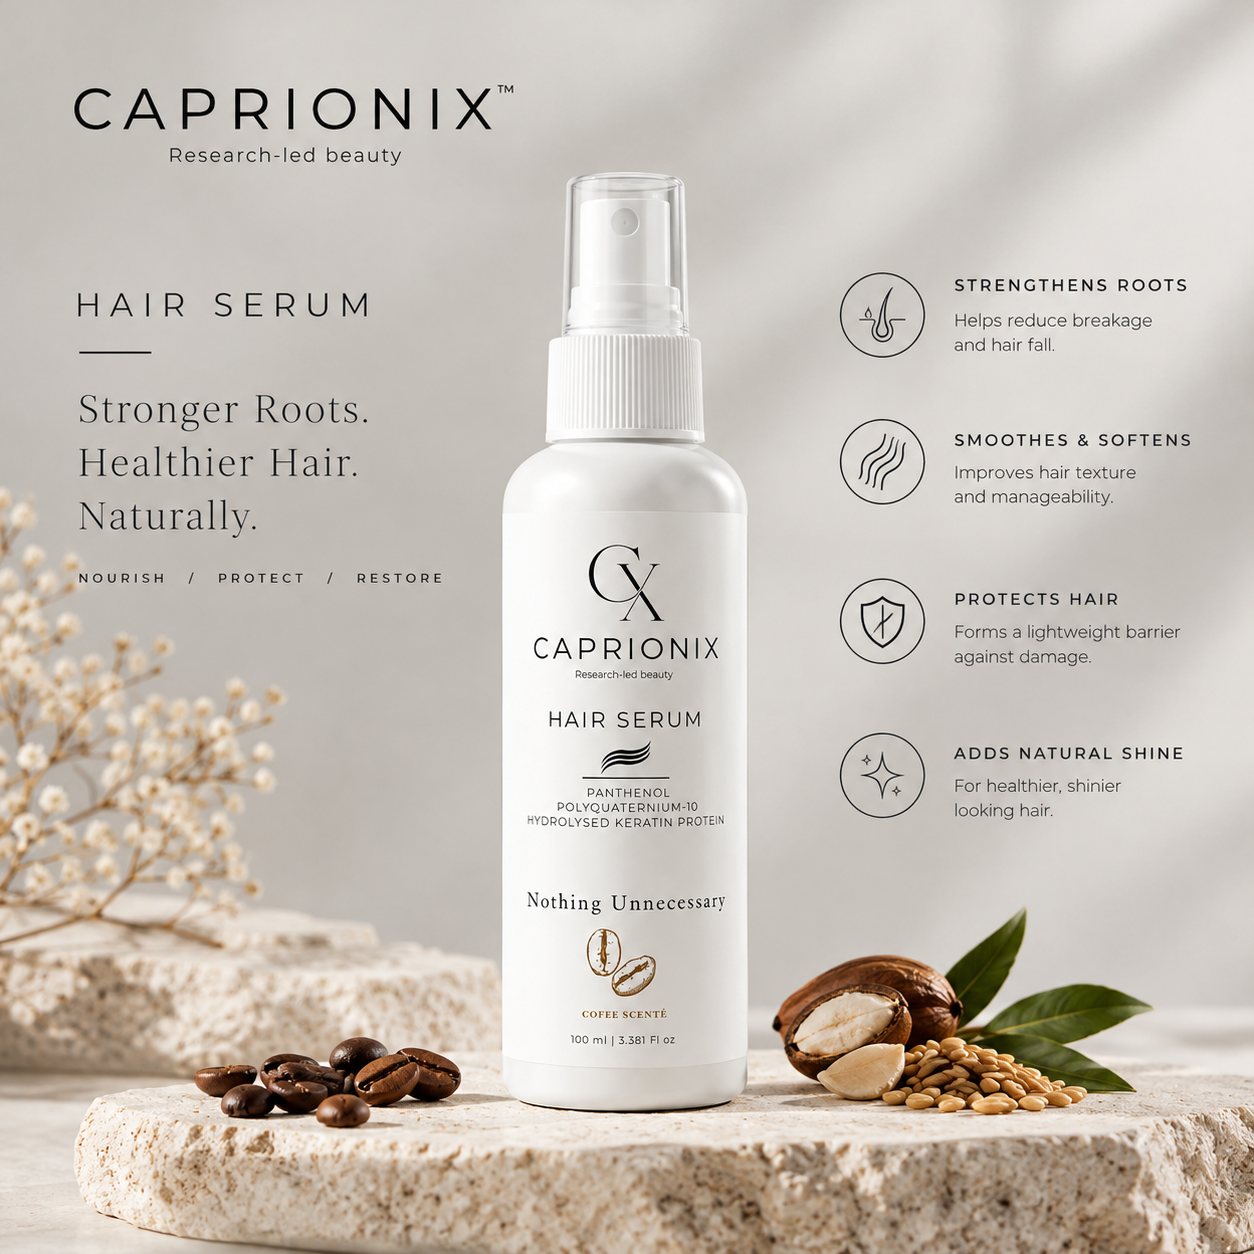 CAPRIONIX™
Research-led beauty
HAIR SERUM
Stronger Roots.
Healthier Hair.
Naturally.
NOURISH / PROTECT / RESTORE
CX
CAPRIONIX
Research-led beauty
HAIR SERUM
PANTHENOL
POLYQUATERNIUM-10
HYDROLYSED KERATIN PROTEIN
Nothing Unnecessary
COFEE SCENTÉ
100 ml | 3.381 Fl oz
STRENGTHENS ROOTS
Helps reduce breakage
and hair fall.
SMOOTHES & SOFTENS
Improves hair texture
and manageability.
PROTECTS HAIR
Forms a lightweight barrier
against damage.
ADDS NATURAL SHINE
For healthier, shinier
looking hair.